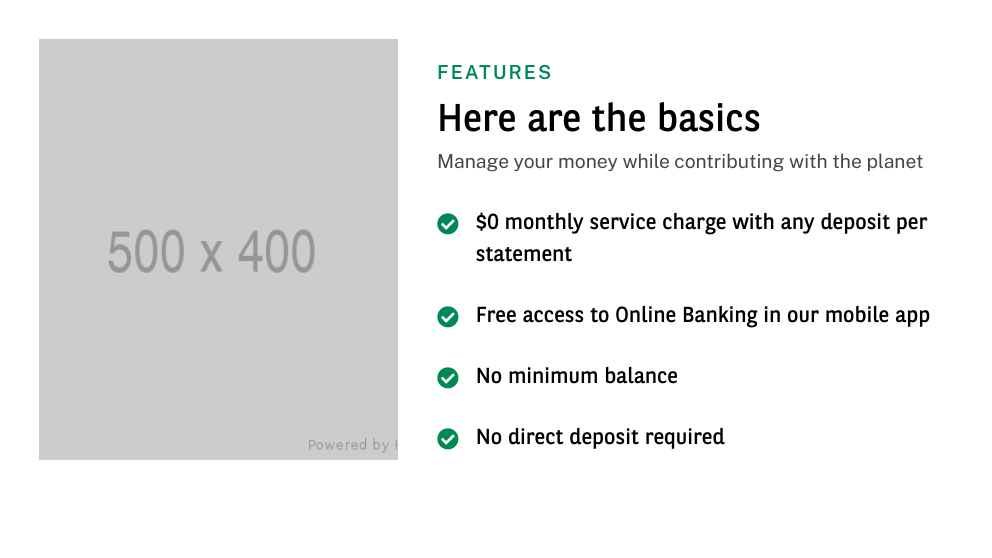 500 x 400
Powered by
FEATURES
Here are the basics
Manage your money while contributing with the planet
$0 monthly service charge with any deposit per
statement
Free access to Online Banking in our mobile app
No minimum balance
No direct deposit required